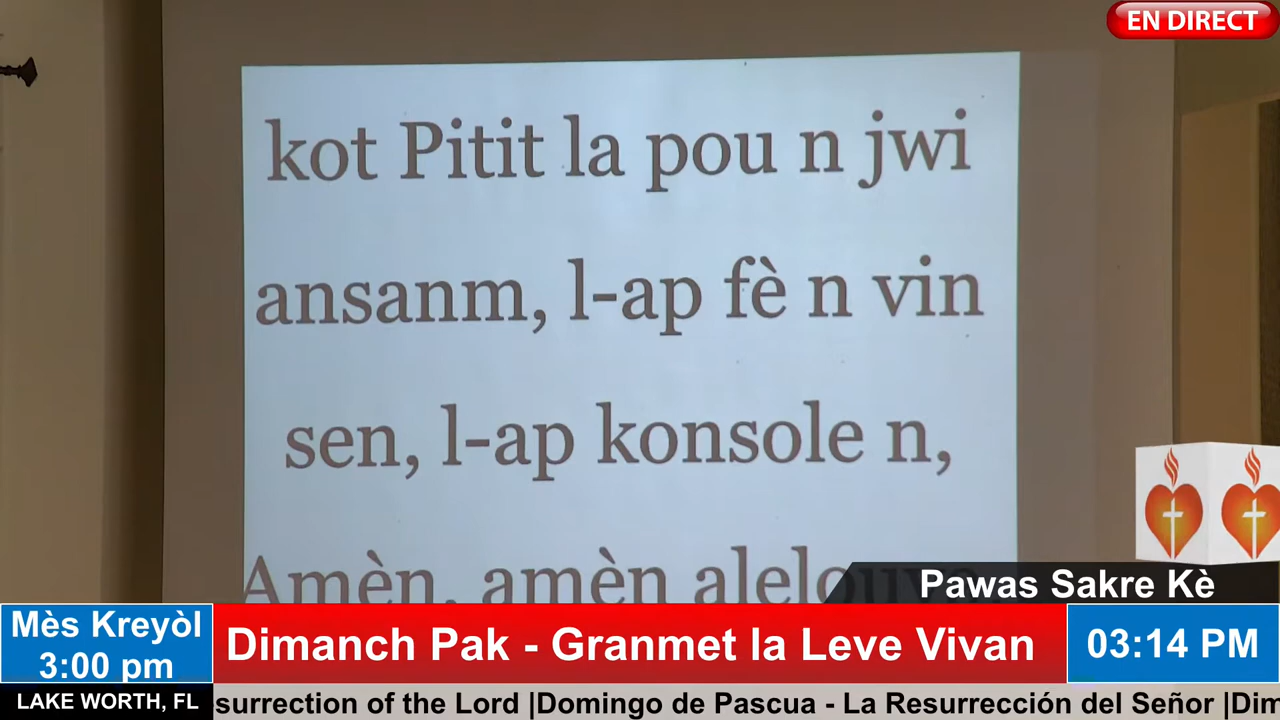 EN DIRECT
kot Pitit la pou n jwi
ansanm, l-ap fè n vin
sen, l-ap konsole n,
Amèn, amèn
Pawas Sakre Kè
Mès Kreyòl
3:00 pm
Dimanch Pak - Granmet la Leve Vivan
03:14 PM
LAKE WORTH, FL
surrection of the Lord |Domingo de Pascua - La Resurrección del Señor |Dim